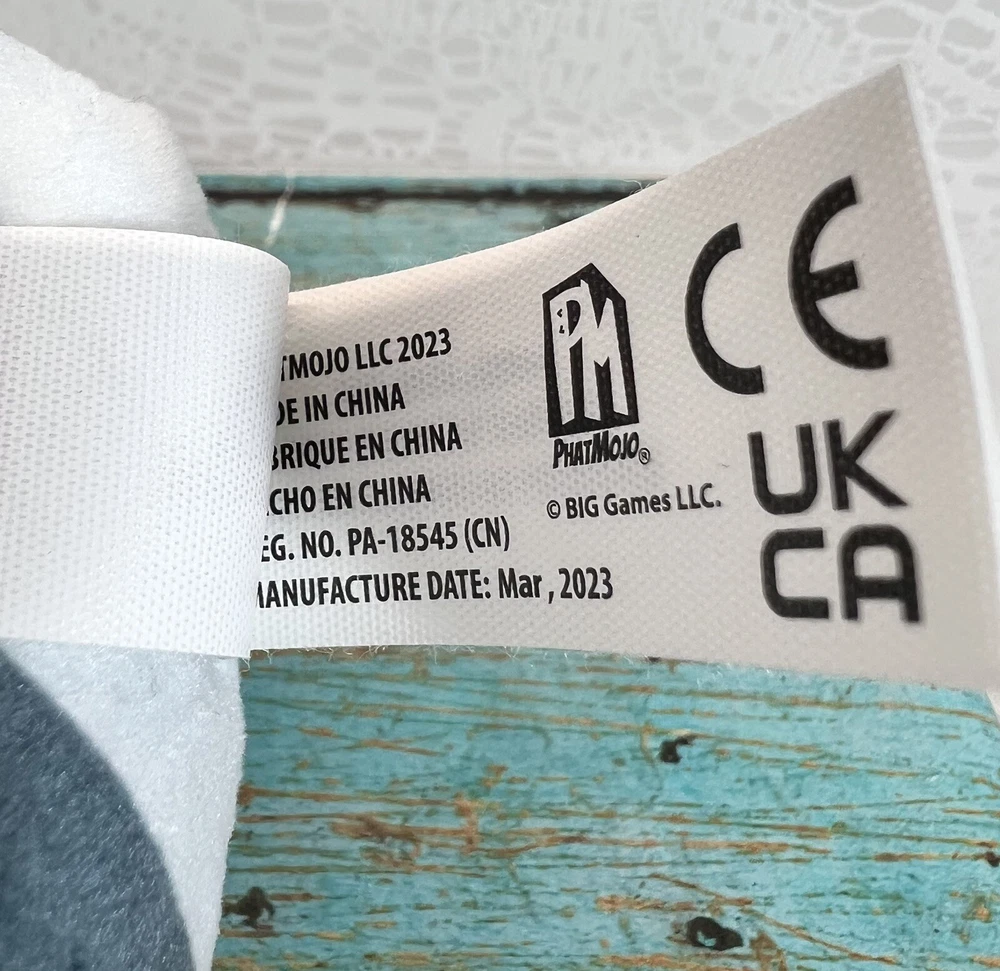 TMOJO LLC 2023
DE IN CHINA
BRIQUE EN CHINA
CHO EN CHINA
EG. NO. PA-18545 (CN)
MANUFACTURE DATE: Mar , 2023
PM
PHATMOJO®
© BIG Games LLC.
CE
UK
CA